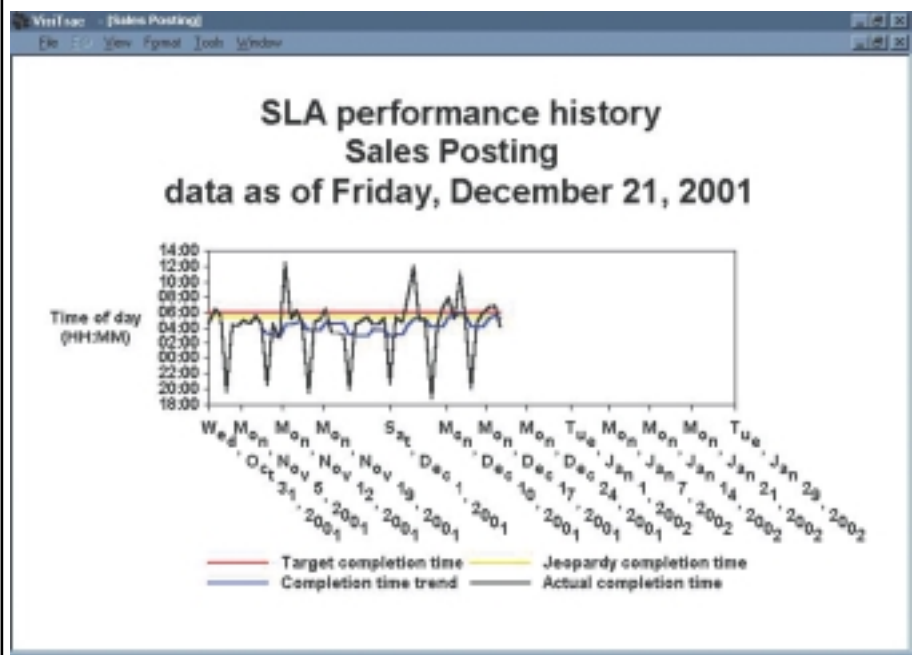 VisiTrac - [Sales Posting]
File Edit View Format Tools Window
SLA performance history
Sales Posting
data as of Friday, December 21, 2001
14:00
12:00
10:00
08:00
06:00
04:00
02:00
00:00
22:00
20:00
18:00
Time of day
(HH:MM)
Wed, Oct 31, 2001
Mon, Nov 5, 2001
Mon, Nov 12, 2001
Mon, Nov 19, 2001
Sat, Dec 1, 2001
Mon, Dec 10, 2001
Mon, Dec 17, 2001
Mon, Dec 24, 2001
Tue, Jan 1, 2002
Mon, Jan 7, 2002
Mon, Jan 14, 2002
Mon, Jan 21, 2002
Tue, Jan 29, 2002
Target completion time
Jeopardy completion time
Completion time trend
Actual completion time